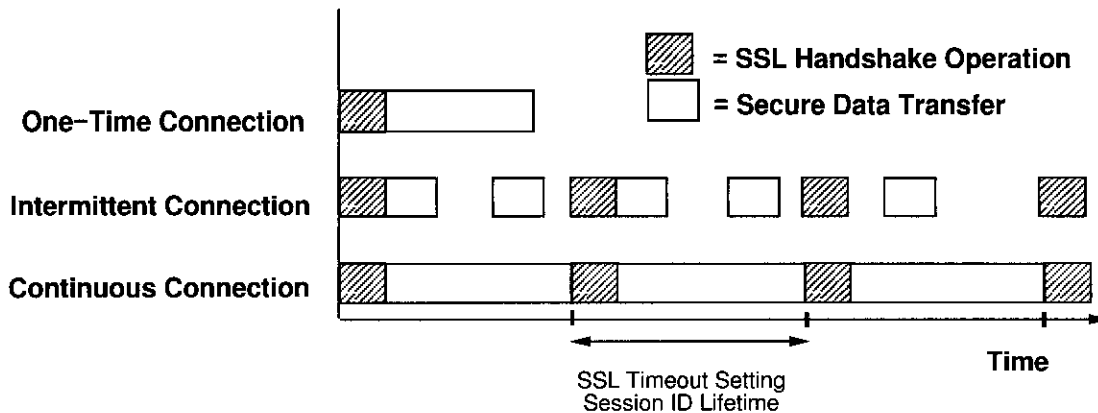 = SSL Handshake Operation
= Secure Data Transfer
One-Time Connection
Intermittent Connection
Continuous Connection
Time
SSL Timeout Setting
Session ID Lifetime